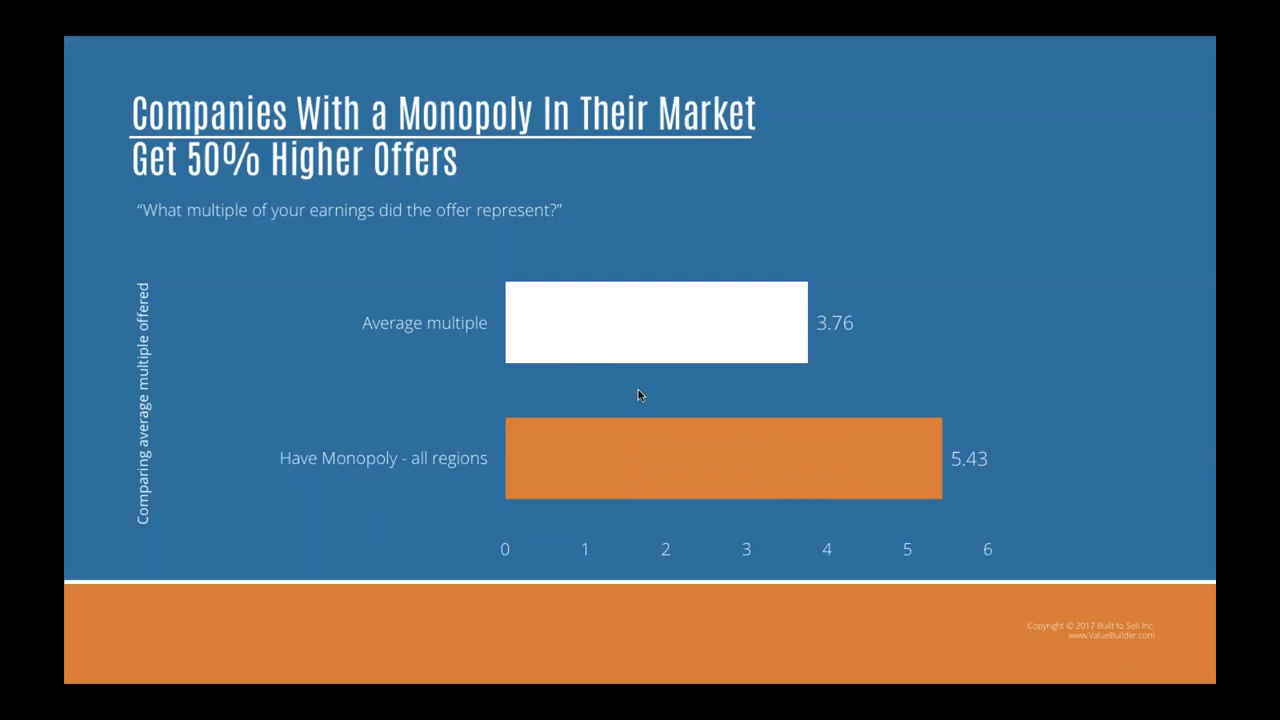 Companies With a Monopoly In Their Market
Get 50% Higher Offers
“What multiple of your earnings did the offer represent?”
Comparing average multiple offered
Average multiple
3.76
Have Monopoly - all regions
5.43
0 1 2 3 4 5 6
Copyright © 2017 Built to Sell Inc.
www.ValueBuilder.com